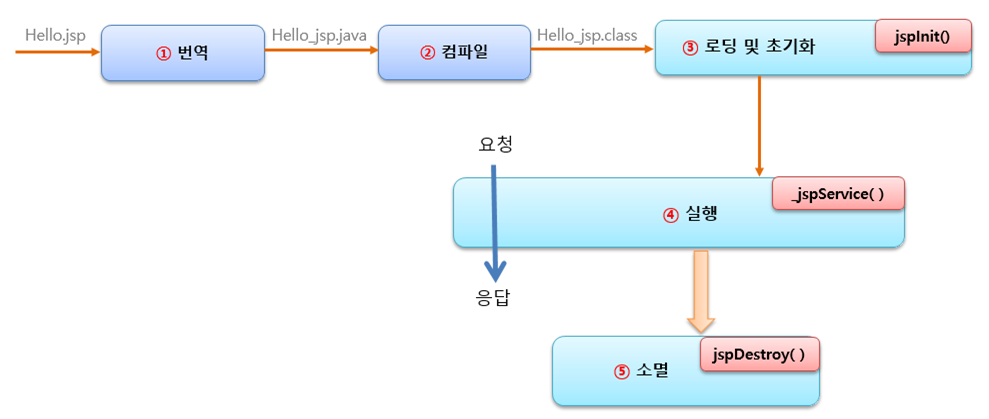 Hello.jsp
① 번역
Hello_jsp.java
② 컴파일
Hello_jsp.class
③ 로딩 및 초기화
jspInit()
요청
_jspService( )
④ 실행
응답
jspDestroy( )
⑤ 소멸